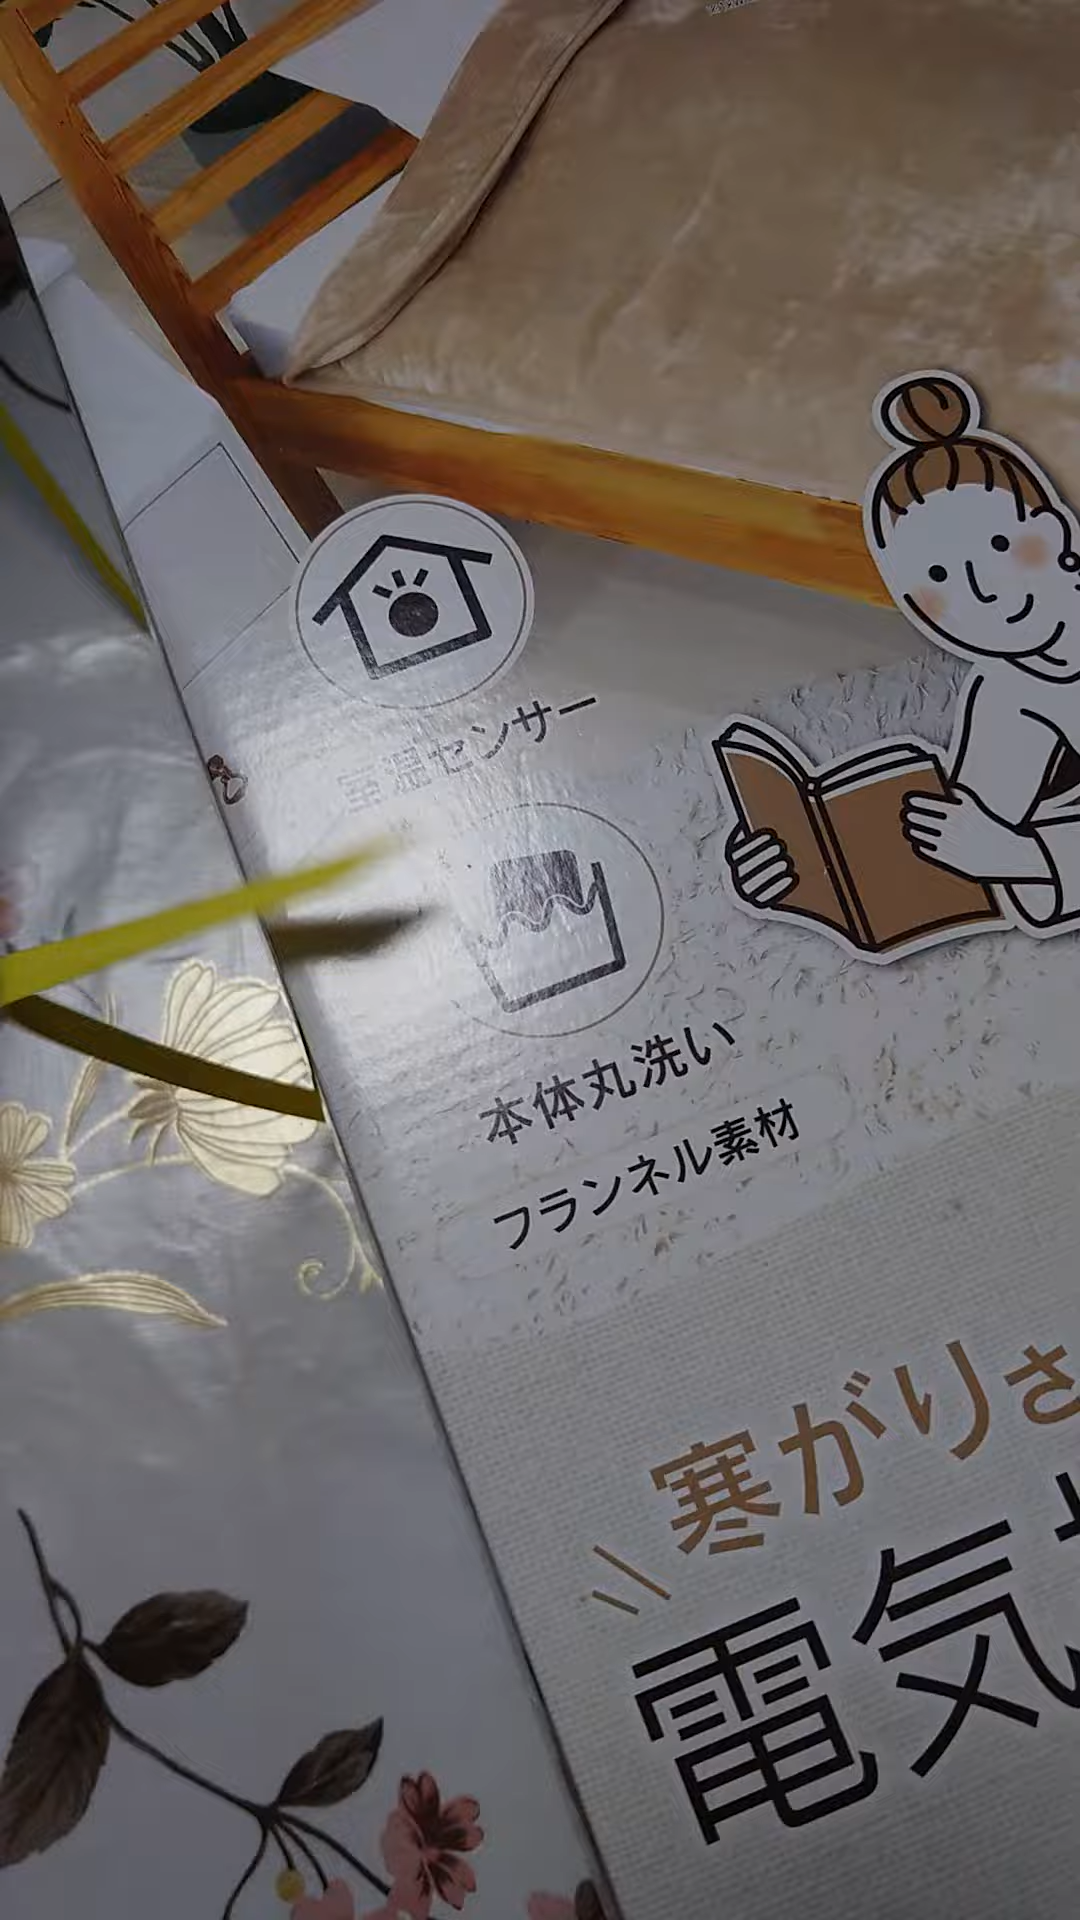 室温センサー
本体丸洗い
フランネル素材
寒がりさ
電気